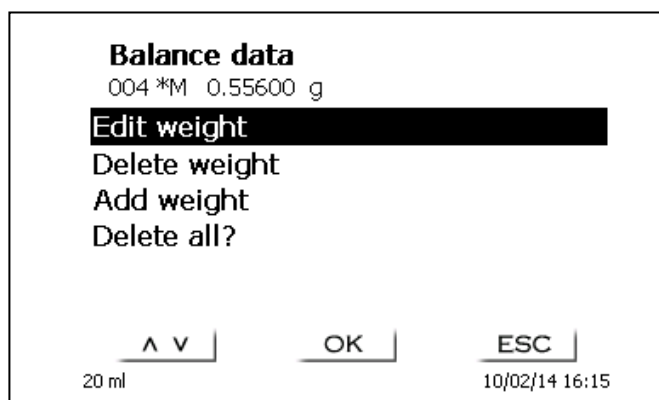 Balance data
004 *M 0.55600 g
Edit weight
Delete weight
Add weight
Delete all?
∧ ∨ OK ESC
20 ml 10/02/14 16:15